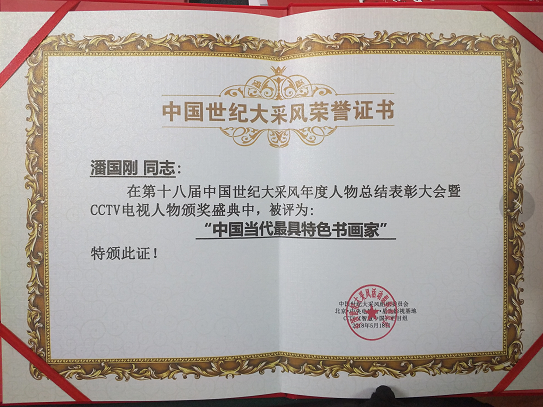 中国世纪大采风荣誉证书
潘国刚 同志:
在第十八届中国世纪大采风年度人物总结表彰大会暨
CCTV电视人物颁奖盛典中，被评为:
“中国当代最具特色书画家”
特颁此证！